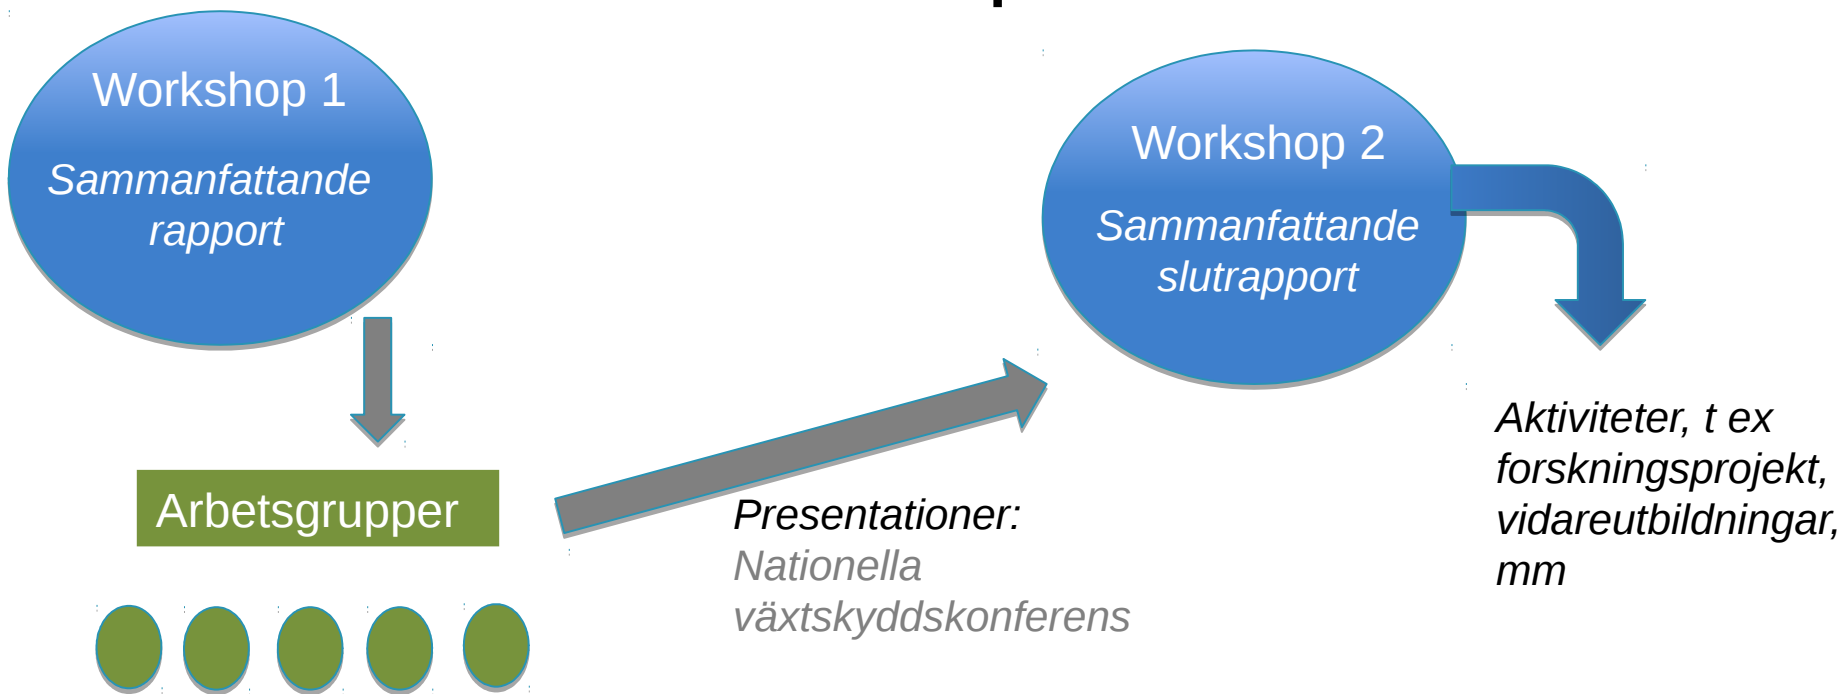 Workshop 1
Sammanfattande
rapport
Workshop 2
Sammanfattande
slutrapport
Arbetsgrupper
Presentationer:
Nationella
växtskyddskonferens
Aktiviteter, t ex
forskningsprojekt,
vidareutbildningar,
mm